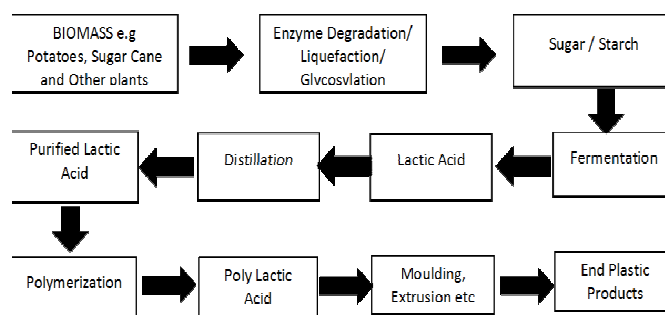 BIOMASS e.g
Potatoes, Sugar Cane
and Other plants
Enzyme Degradation/
Liquefaction/
Glycosylation
Sugar / Starch
Purified Lactic
Acid
Distillation
Lactic Acid
Fermentation
Polymerization
Poly Lactic
Acid
Moulding,
Extrusion etc
End Plastic
Products